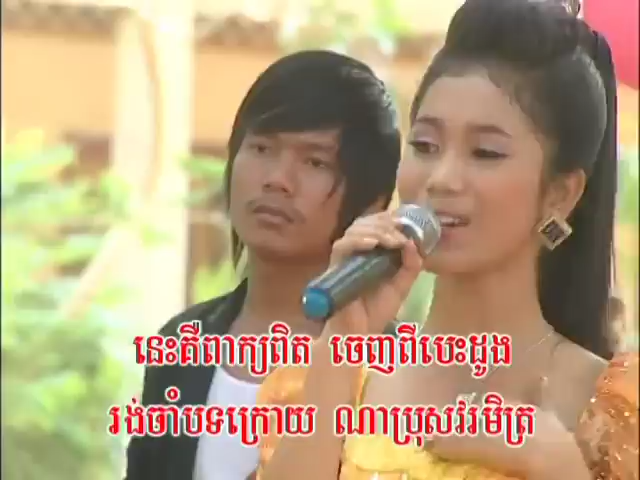 នេះគឺពាក្យពិត ចេញពីបេះដូង
រង់ចាំបទក្រោយ ណាប្រុសវរមិត្រ